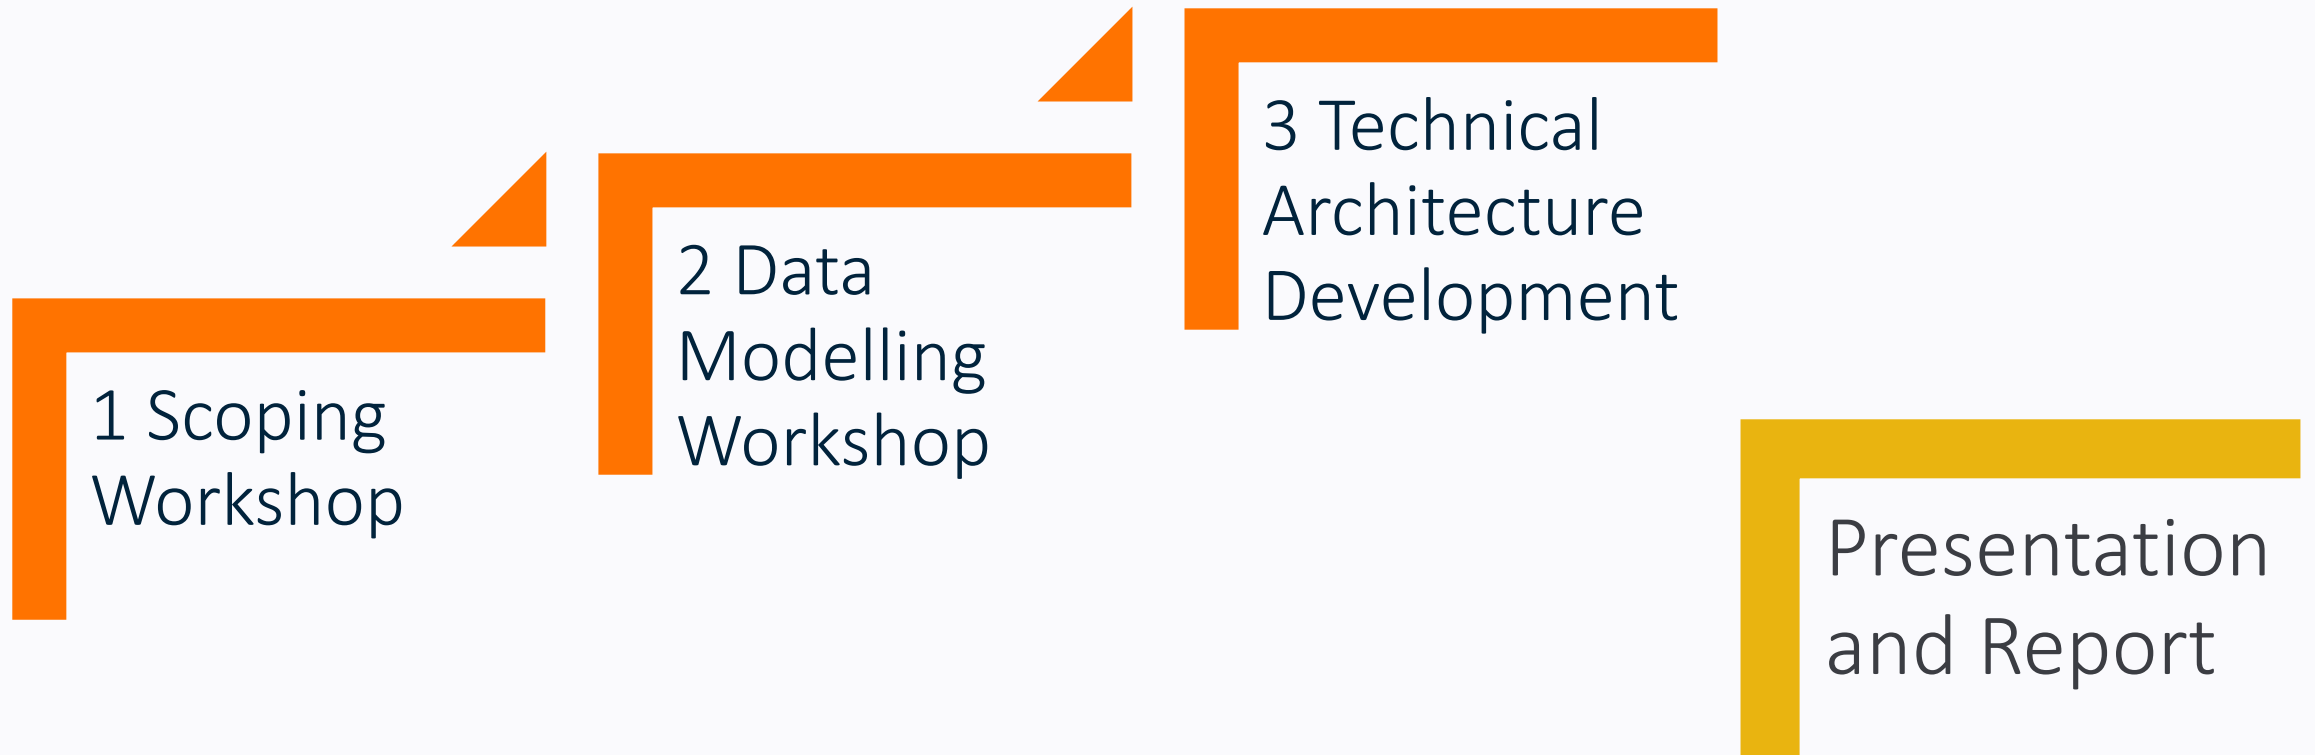 1 Scoping
Workshop
2 Data
Modelling
Workshop
3 Technical
Architecture
Development
Presentation
and Report